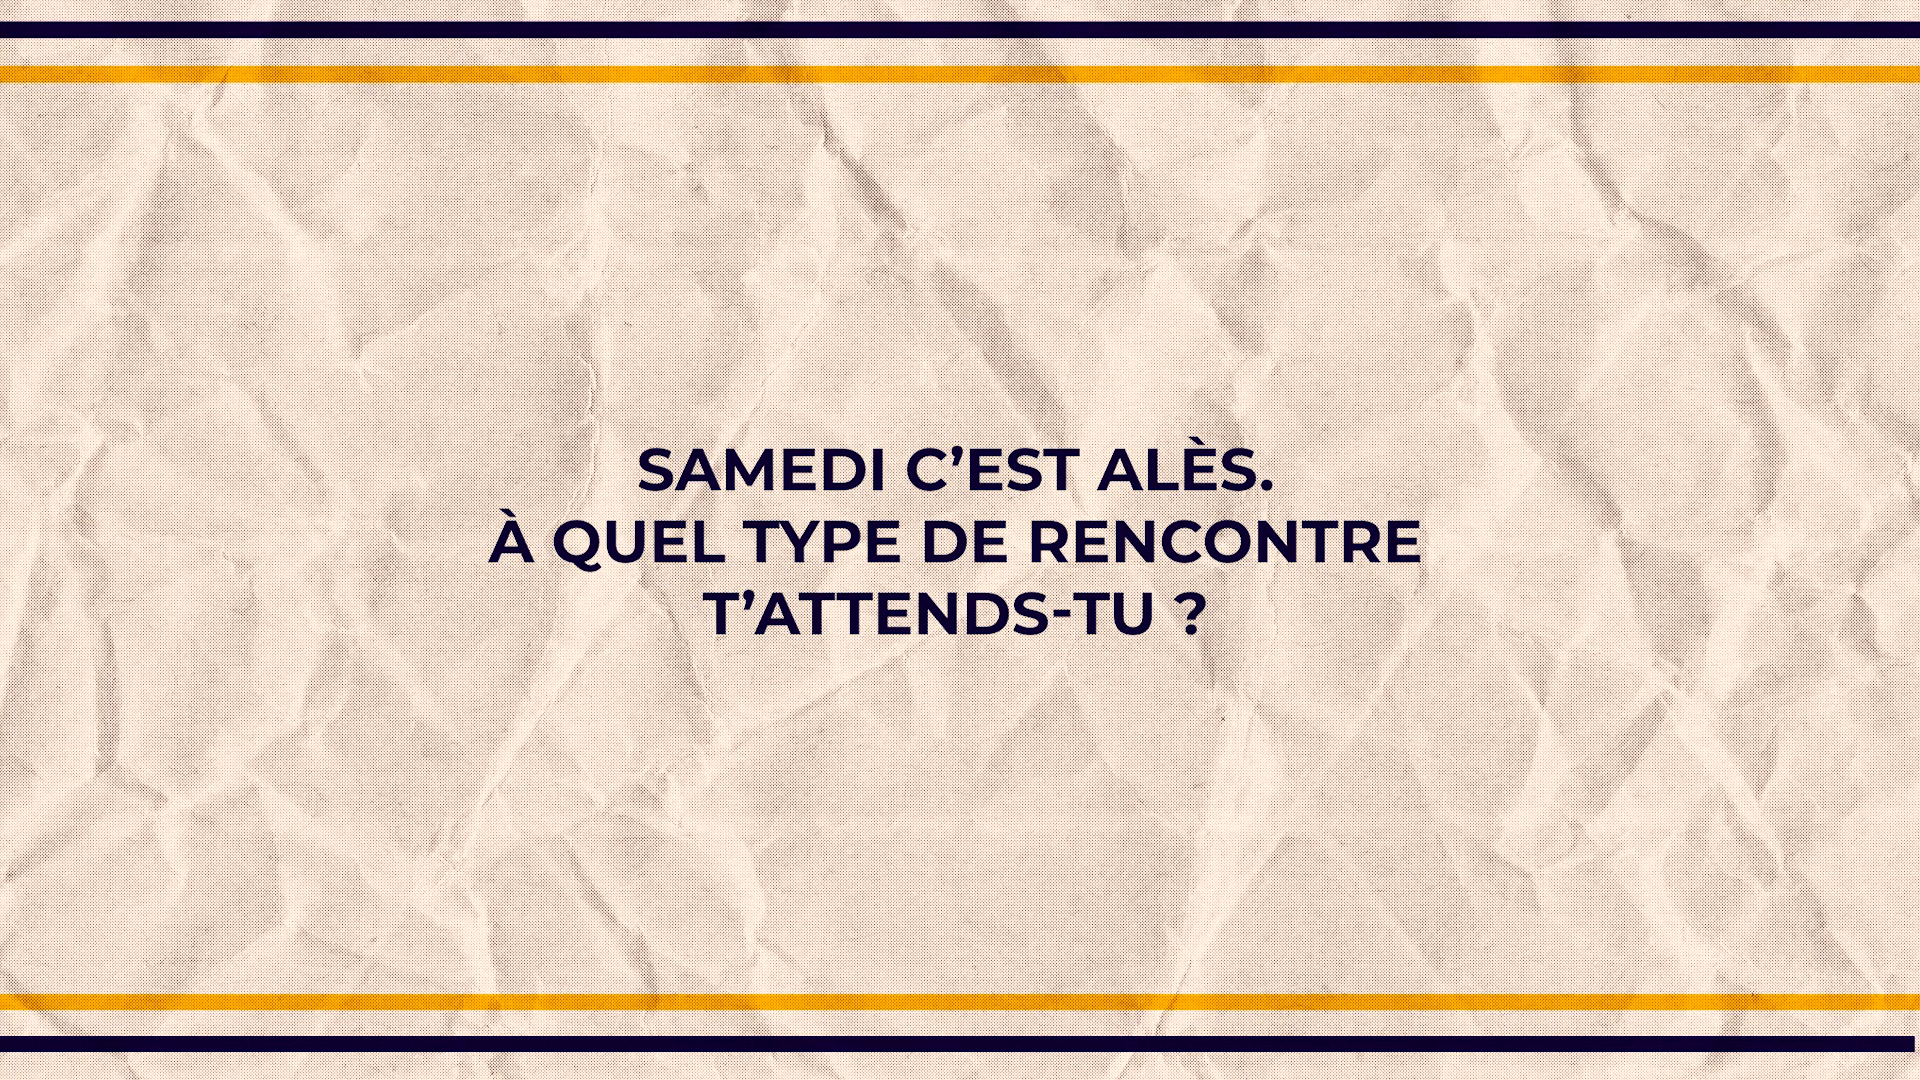 SAMEDI C’EST ALÈS.
À QUEL TYPE DE RENCONTRE
T’ATTENDS-TU ?